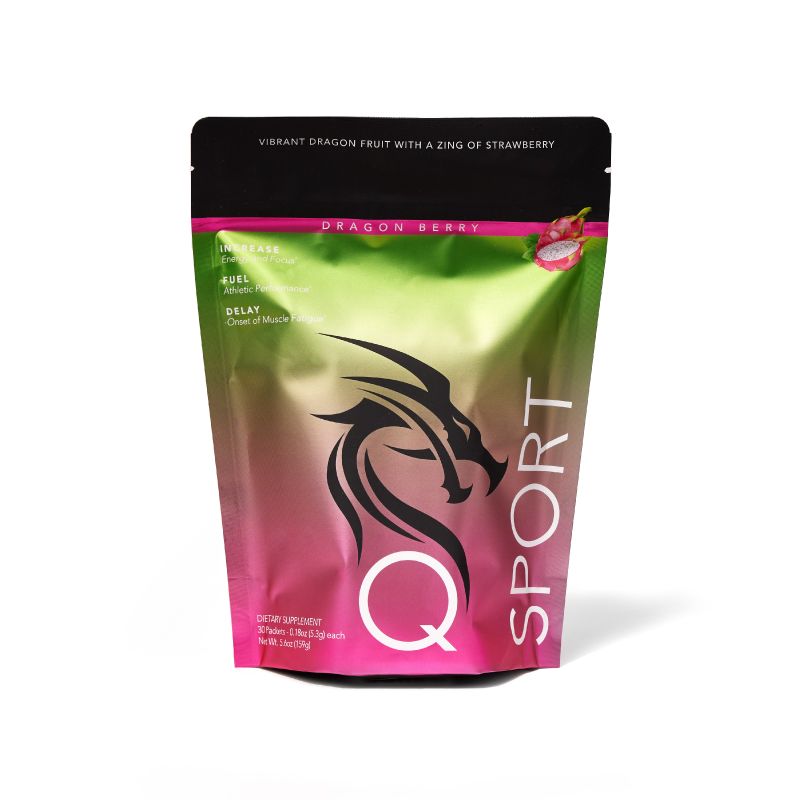 VIBRANT DRAGON FRUIT WITH A ZING OF STRAWBERRY
DRAGON BERRY
INCREASE
Energy and Focus*
FUEL
Athletic Performance*
DELAY
Onset of Muscle Fatigue*
SPORT
Q
DIETARY SUPPLEMENT
30 Packets - 0.18oz (5.3g) each
Net Wt. 5.6oz (159g)